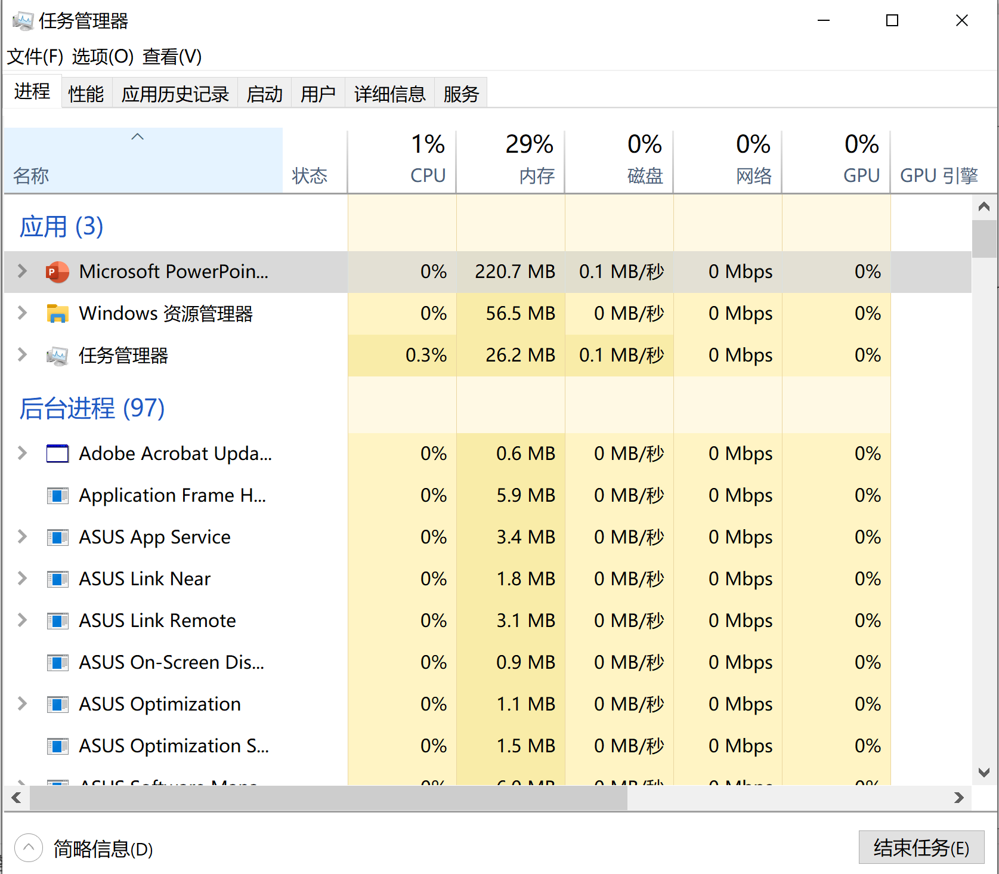 任务管理器
文件(F) 选项(O) 查看(V)
进程 性能 应用历史记录 启动 用户 详细信息 服务
1% 29% 0% 0% 0%
名称 状态 CPU 内存 磁盘 网络 GPU GPU 引擎
应用 (3)
Microsoft PowerPoin... 0% 220.7 MB 0.1 MB/秒 0 Mbps 0%
Windows 资源管理器 0% 56.5 MB 0 MB/秒 0 Mbps 0%
任务管理器 0.3% 26.2 MB 0.1 MB/秒 0 Mbps 0%
后台进程 (97)
Adobe Acrobat Upda... 0% 0.6 MB 0 MB/秒 0 Mbps 0%
Application Frame H... 0% 5.9 MB 0 MB/秒 0 Mbps 0%
ASUS App Service 0% 3.4 MB 0 MB/秒 0 Mbps 0%
ASUS Link Near 0% 1.8 MB 0 MB/秒 0 Mbps 0%
ASUS Link Remote 0% 3.1 MB 0 MB/秒 0 Mbps 0%
ASUS On-Screen Dis... 0% 0.9 MB 0 MB/秒 0 Mbps 0%
ASUS Optimization 0% 1.1 MB 0 MB/秒 0 Mbps 0%
ASUS Optimization S... 0% 1.5 MB 0 MB/秒 0 Mbps 0%
ASUS Software Mana... 0% MB 0 MB/秒 0 Mbps 0%
简略信息(D) 结束任务(E)